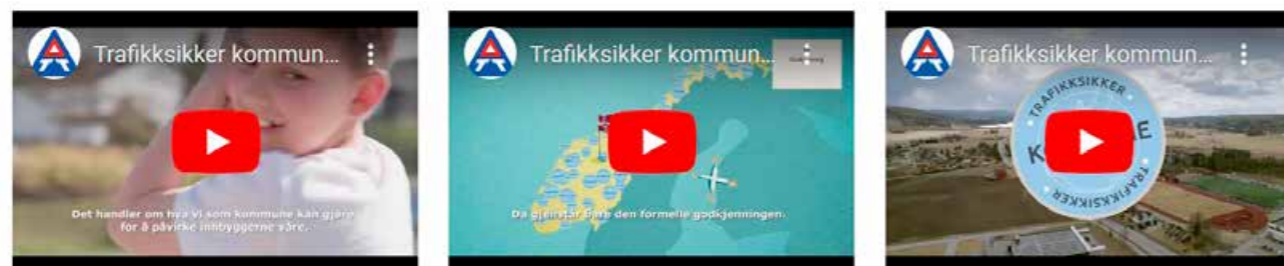 Trafikksikker kommun...
Det handler om hva vi som kommune kan gjøre
for å påvirke innbyggerne våre.
Trafikksikker kommun...
Da gjenstår bare den formelle godkjenningen.
Trafikksikker kommun...
TRAFIKKSIKKER
TRAFIKKSIKKER